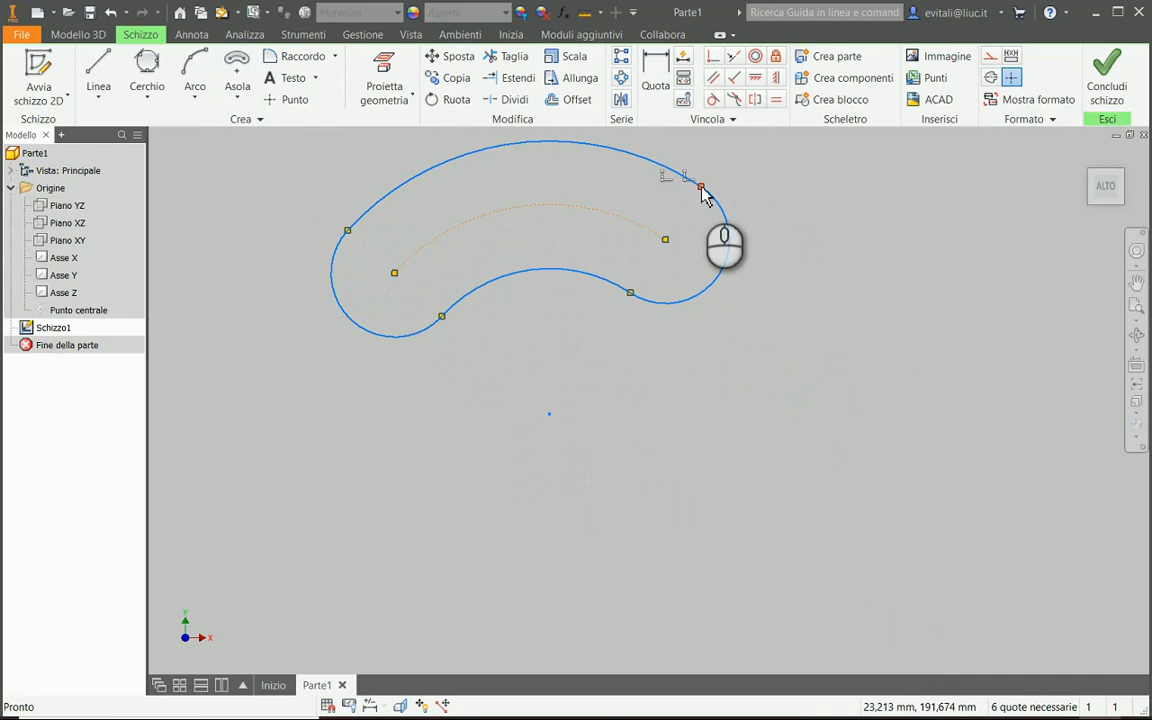 PRO
Materiale
Aspetto
fx
Parte1
Ricerca Guida in linea e comand
evitali@liuc.it
File
Modello 3D
Schizzo
Annota
Analizza
Strumenti
Gestione
Vista
Ambienti
Inizia
Moduli aggiuntivi
Collabora
Avvia
schizzo 2D
Linea
Cerchio
Arco
Asola
Raccordo
Testo
Punto
Proietta
geometria
Sposta
Copia
Ruota
Taglia
Estendi
Dividi
Scala
Allunga
Offset
Quota
Crea parte
Crea componenti
Crea blocco
Immagine
Punti
ACAD
Mostra formato
Concludi
schizzo
Schizzo
Crea
Modifica
Serie
Vincola
Scheletro
Inserisci
Formato
Esci
Modello
Parte1
Vista: Principale
Origine
Piano YZ
Piano XZ
Piano XY
Asse X
Asse Y
Asse Z
Punto centrale
Schizzo1
Fine della parte
ALTO
Y
X
Inizio
Parte1
Pronto
23,213 mm, 191,674 mm
6 quote necessarie
1
1